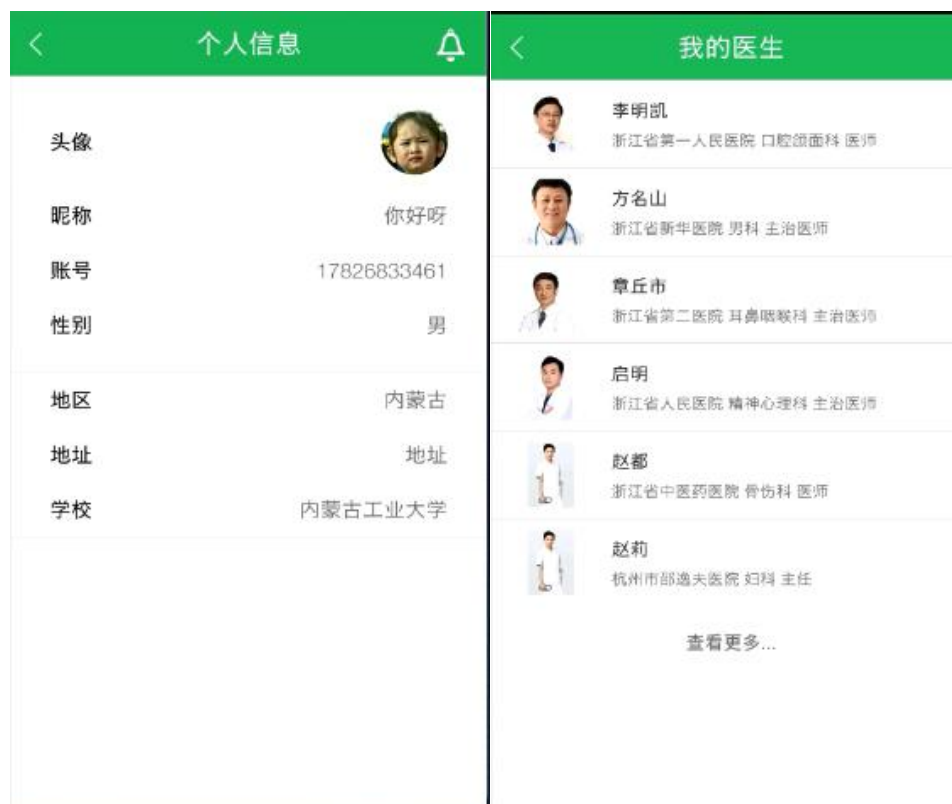 个人信息
头像
昵称 你好呀
账号 17826833461
性别 男
地区 内蒙古
地址 地址
学校 内蒙古工业大学
我的医生
李明凯
浙江省第一人民医院 口腔颌面科 医师
方名山
浙江省新华医院 男科 主治医师
章丘市
浙江省第二医院 耳鼻咽喉科 主治医师
启明
浙江省人民医院 精神心理科 主治医师
赵都
浙江省中医药医院 骨伤科 医师
赵莉
杭州市邵逸夫医院 妇科 主任
查看更多...